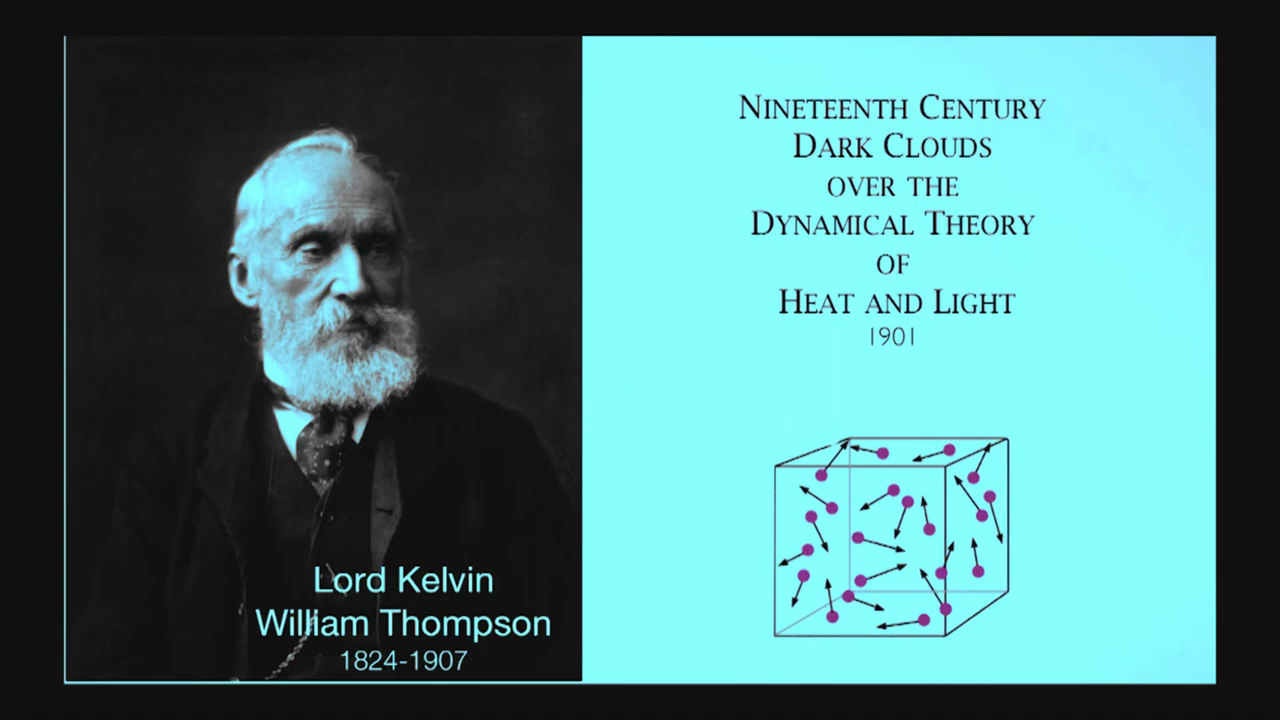 Lord Kelvin
William Thompson
1824-1907
Nineteenth Century
Dark Clouds
over the
Dynamical Theory
of
Heat and Light
1901